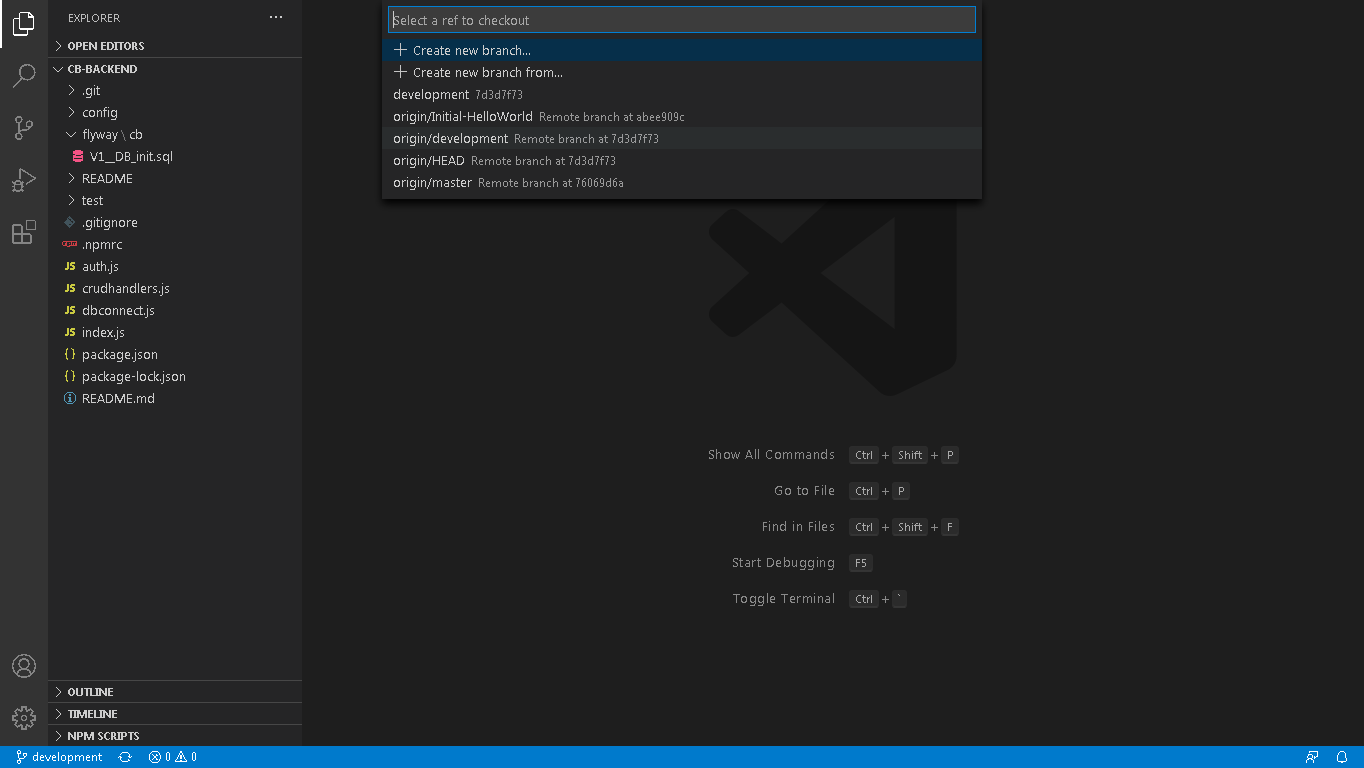 EXPLORER
OPEN EDITORS
CB-BACKEND
.git
config
flyway \ cb
V1__DB_init.sql
README
test
.gitignore
npm .npmrc
JS auth.js
JS crudhandlers.js
JS dbconnect.js
JS index.js
{} package.json
{} package-lock.json
README.md
OUTLINE
TIMELINE
NPM SCRIPTS
Select a ref to checkout
Create new branch...
Create new branch from...
development 7d3d7f73
origin/Initial-HelloWorld Remote branch at abee909c
origin/development Remote branch at 7d3d7f73
origin/HEAD Remote branch at 7d3d7f73
origin/master Remote branch at 76069d6a
Show All Commands Ctrl + Shift + P
Go to File Ctrl + P
Find in Files Ctrl + Shift + F
Start Debugging F5
Toggle Terminal Ctrl + `
development 0 0